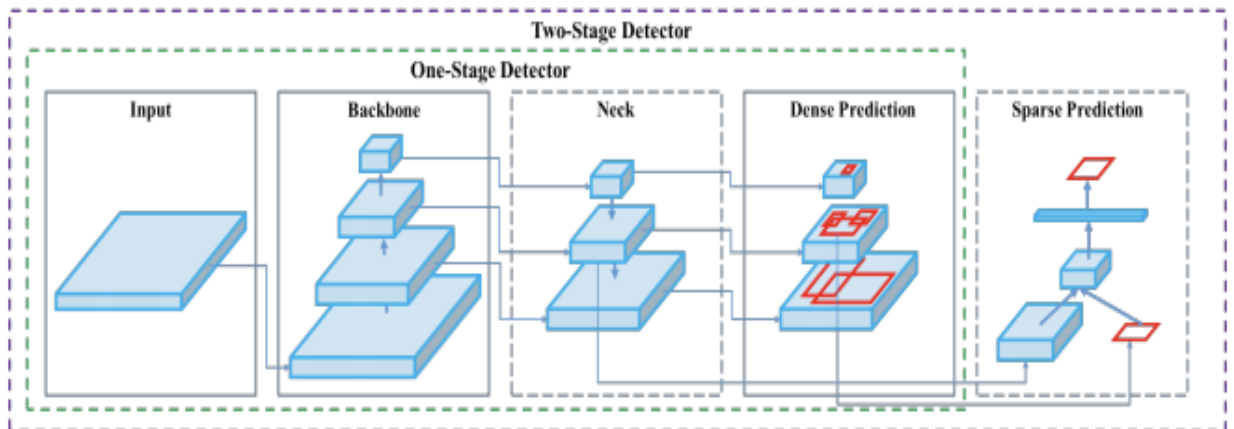 Two-Stage Detector
One-Stage Detector
Input
Backbone
Neck
Dense Prediction
Sparse Prediction